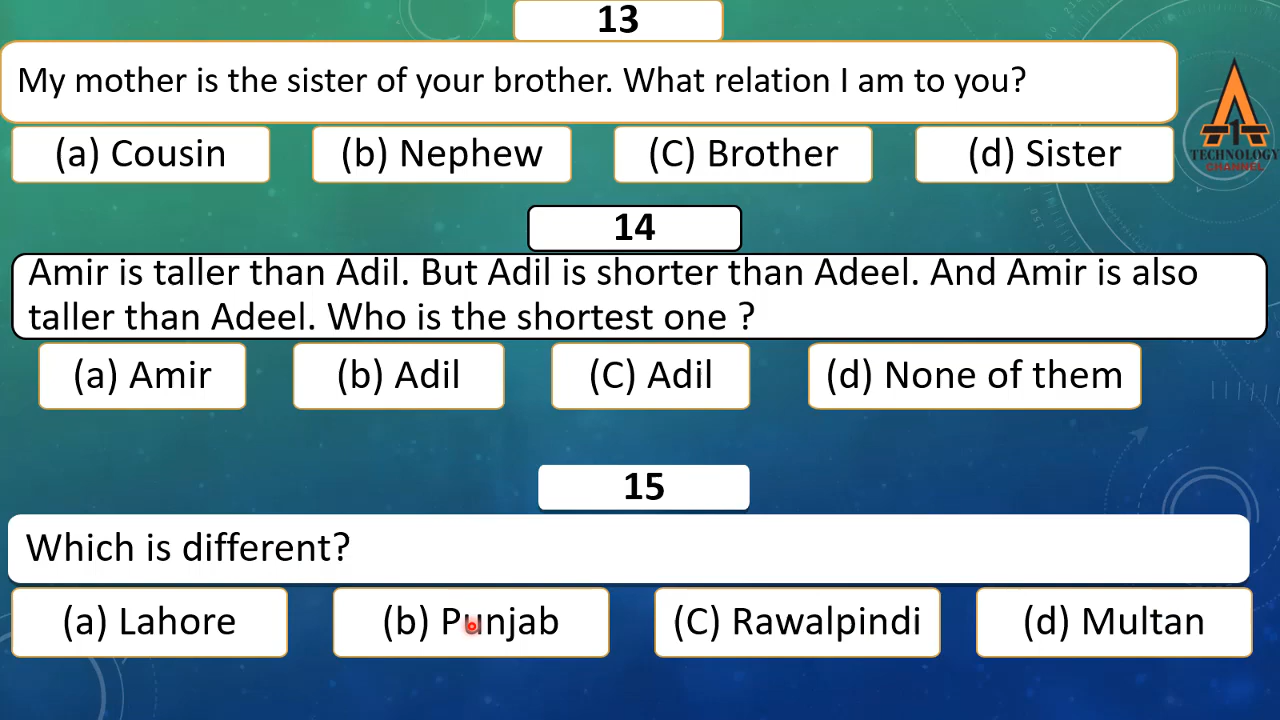 13
My mother is the sister of your brother. What relation I am to you?
(a) Cousin
(b) Nephew
(C) Brother
(d) Sister
A1
TECHNOLOGY
CHANNEL
14
Amir is taller than Adil. But Adil is shorter than Adeel. And Amir is also
taller than Adeel. Who is the shortest one ?
(a) Amir
(b) Adil
(C) Adil
(d) None of them
15
Which is different?
(a) Lahore
(b) Punjab
(C) Rawalpindi
(d) Multan